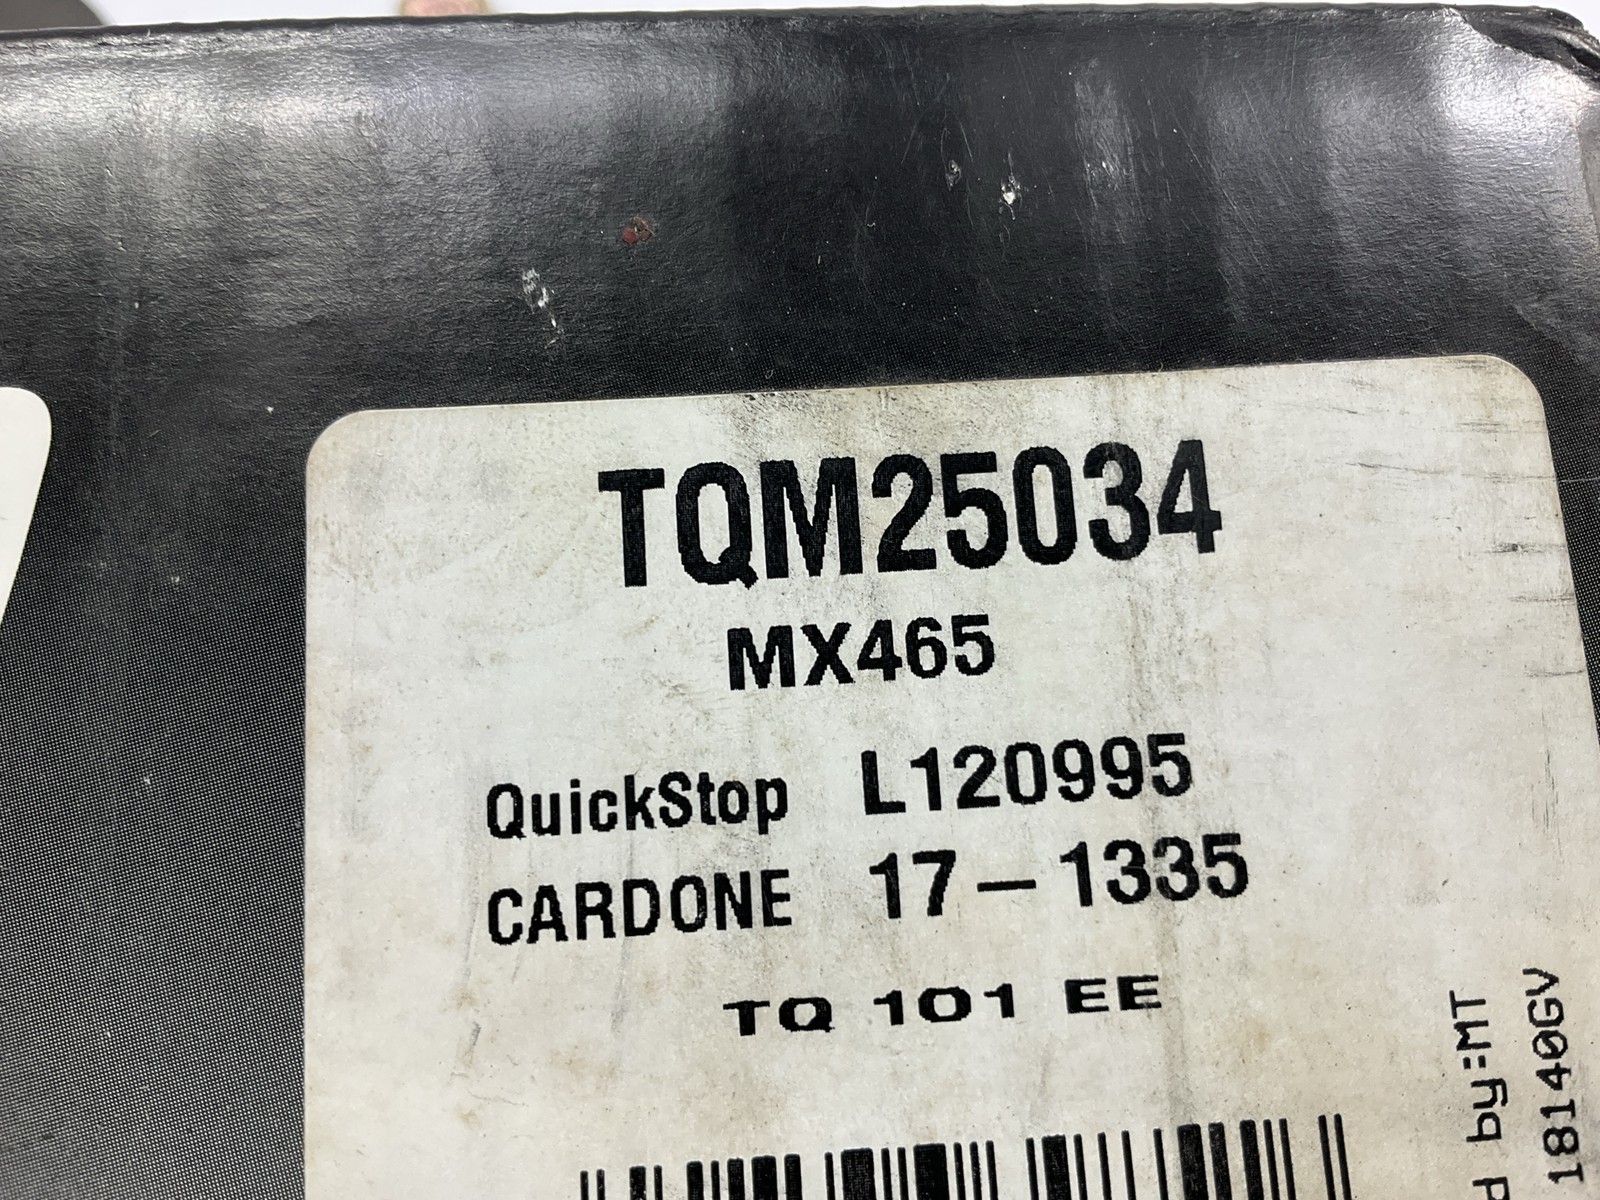 TQM25034
MX465
QuickStop L120995
CARDONE 17-1335
TQ 101 EE
by:MT
18140GV